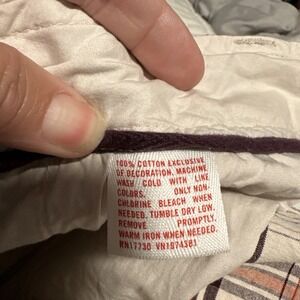 100% COTTON EXCLUSIVE
OF DECORATION. MACHINE
WASH COLD WITH LIKE
COLORS. ONLY NON-
CHLORINE BLEACH WHEN
NEEDED. TUMBLE DRY LOW.
REMOVE PROMPTLY.
WARM IRON WHEN NEEDED.
RN17730 VN1974381